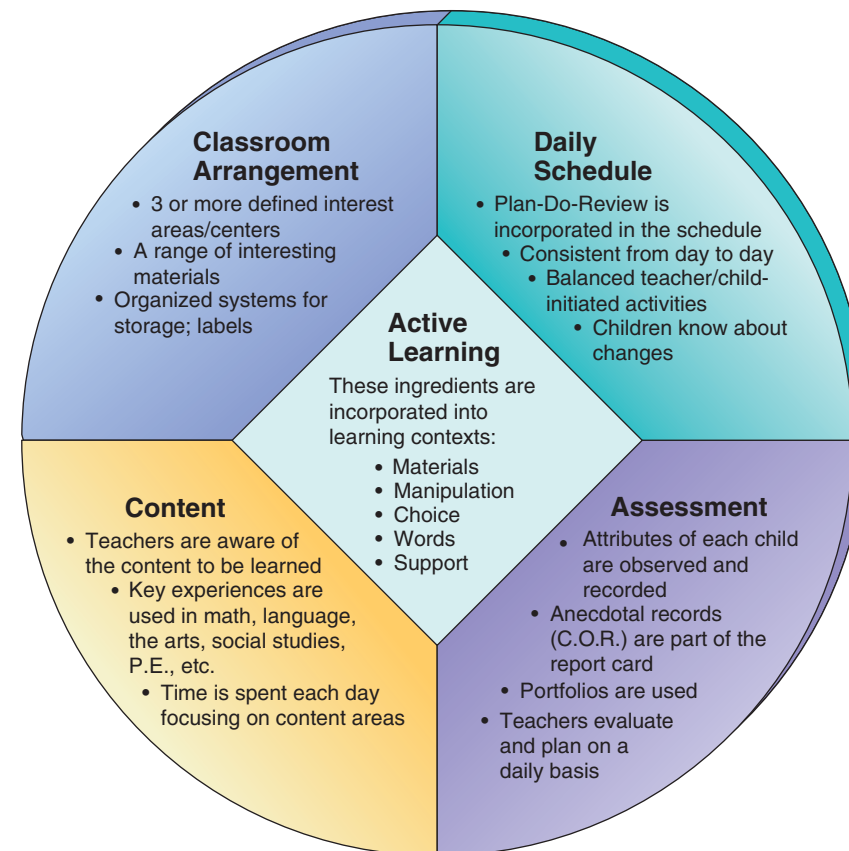 Classroom
Arrangement
• 3 or more defined interest
areas/centers
• A range of interesting
materials
• Organized systems for
storage; labels
Daily
Schedule
• Plan-Do-Review is
incorporated in the schedule
• Consistent from day to day
• Balanced teacher/child-
initiated activities
• Children know about
changes
Active
Learning
These ingredients are
incorporated into
learning contexts:
• Materials
• Manipulation
• Choice
• Words
• Support
Content
• Teachers are aware of
the content to be learned
• Key experiences are
used in math, language,
the arts, social studies,
P.E., etc.
• Time is spent each day
focusing on content areas
Assessment
• Attributes of each child
are observed and
recorded
• Anecdotal records
(C.O.R.) are part of the
report card
• Portfolios are used
• Teachers evaluate
and plan on a
daily basis